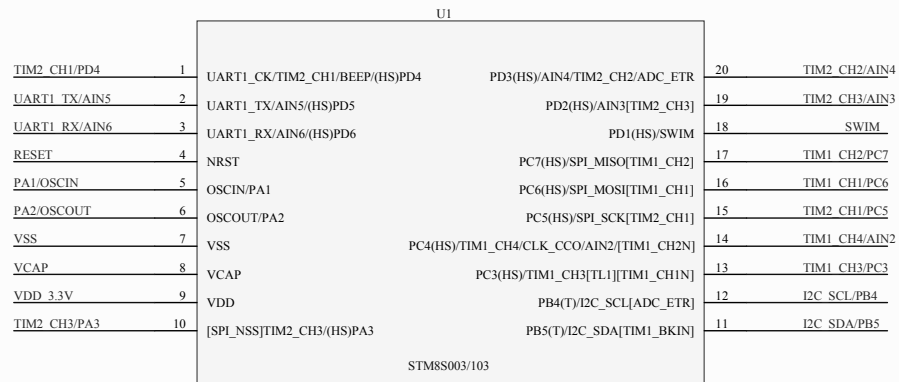 U1
TIM2_CH1/PD4 1 UART1_CK/TIM2_CH1/BEEP/(HS)PD4 PD3(HS)/AIN4/TIM2_CH2/ADC_ETR 20 TIM2_CH2/AIN4
UART1_TX/AIN5 2 UART1_TX/AIN5/(HS)PD5 PD2(HS)/AIN3[TIM2_CH3] 19 TIM2_CH3/AIN3
UART1_RX/AIN6 3 UART1_RX/AIN6/(HS)PD6 PD1(HS)/SWIM 18 SWIM
RESET 4 NRST PC7(HS)/SPI_MISO[TIM1_CH2] 17 TIM1_CH2/PC7
PA1/OSCIN 5 OSCIN/PA1 PC6(HS)/SPI_MOSI[TIM1_CH1] 16 TIM1_CH1/PC6
PA2/OSCOUT 6 OSCOUT/PA2 PC5(HS)/SPI_SCK[TIM2_CH1] 15 TIM2_CH1/PC5
VSS 7 VSS PC4(HS)/TIM1_CH4/CLK_CCO/AIN2/[TIM1_CH2N] 14 TIM1_CH4/AIN2
VCAP 8 VCAP PC3(HS)/TIM1_CH3[TL1][TIM1_CH1N] 13 TIM1_CH3/PC3
VDD_3.3V 9 VDD PB4(T)/I2C_SCL[ADC_ETR] 12 I2C_SCL/PB4
TIM2_CH3/PA3 10 [SPI_NSS]TIM2_CH3/(HS)PA3 PB5(T)/I2C_SDA[TIM1_BKIN] 11 I2C_SDA/PB5
STM8S003/103